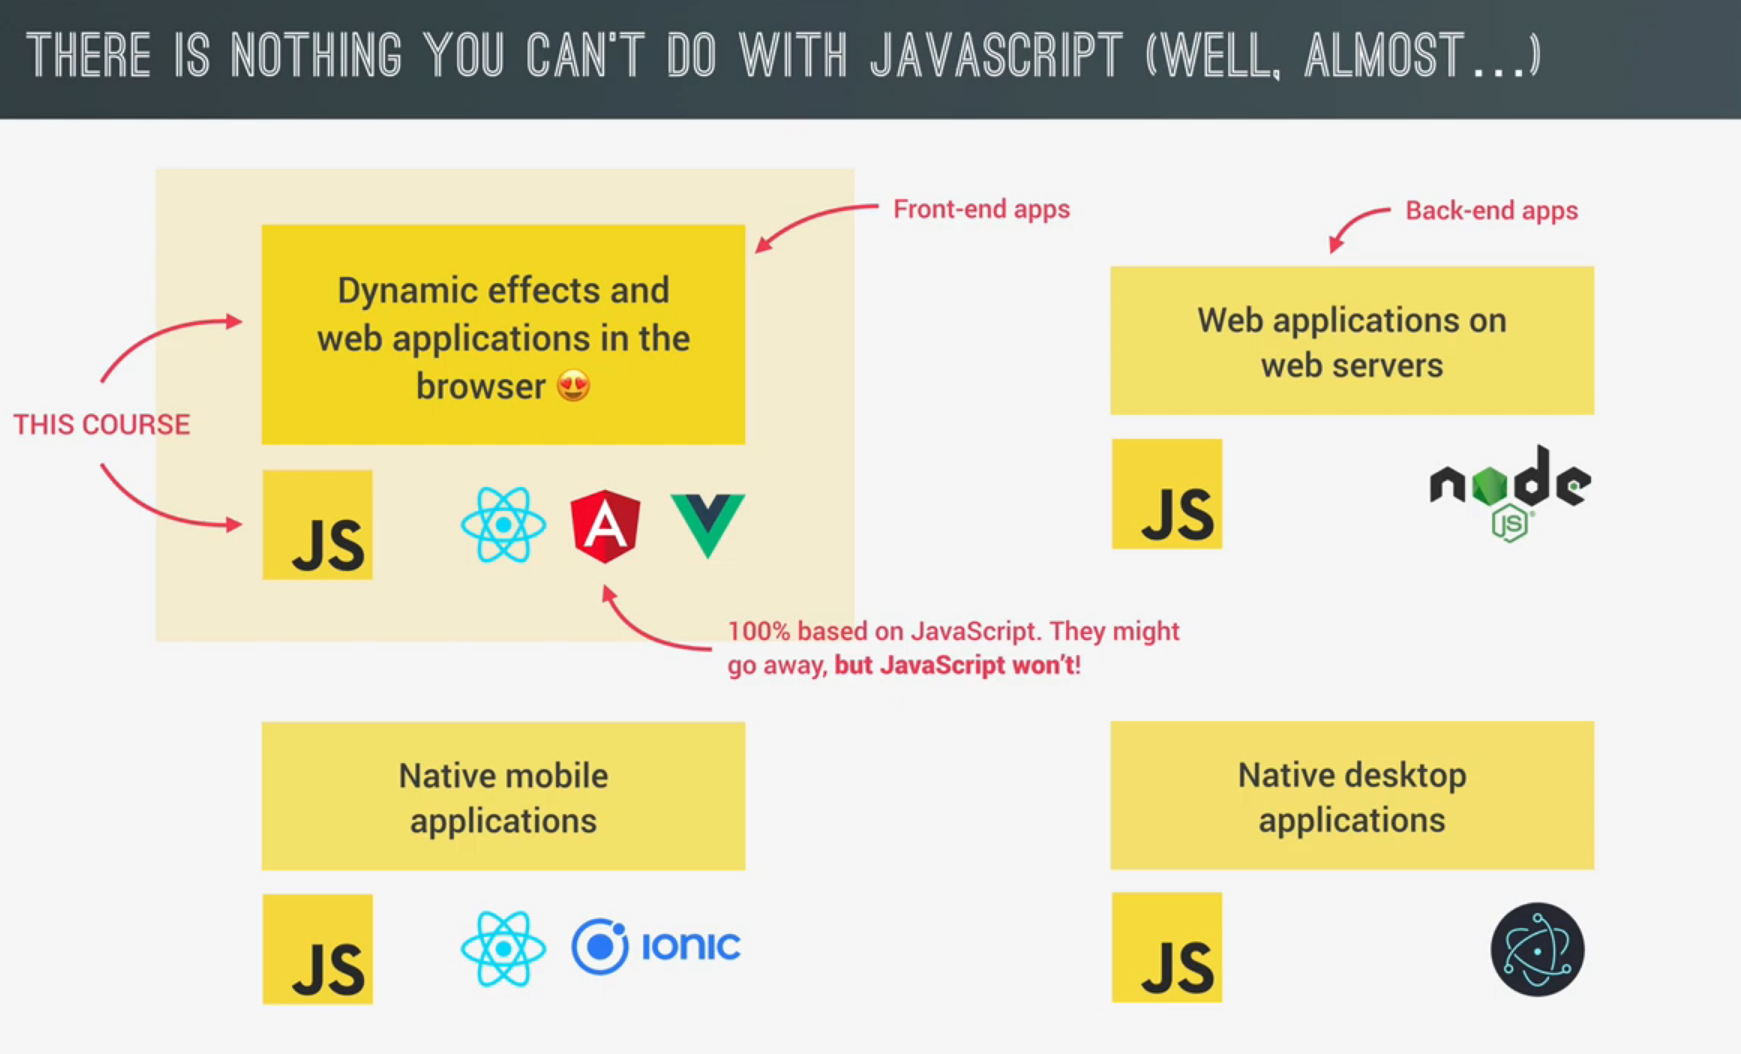 THERE IS NOTHING YOU CAN'T DO WITH JAVASCRIPT (WELL, ALMOST...)
Front-end apps
Dynamic effects and
web applications in the
browser 😍
THIS COURSE
JS
A
100% based on JavaScript. They might
go away, but JavaScript won't!
Back-end apps
Web applications on
web servers
JS
node
JS
Native mobile
applications
JS
IONIC
Native desktop
applications
JS